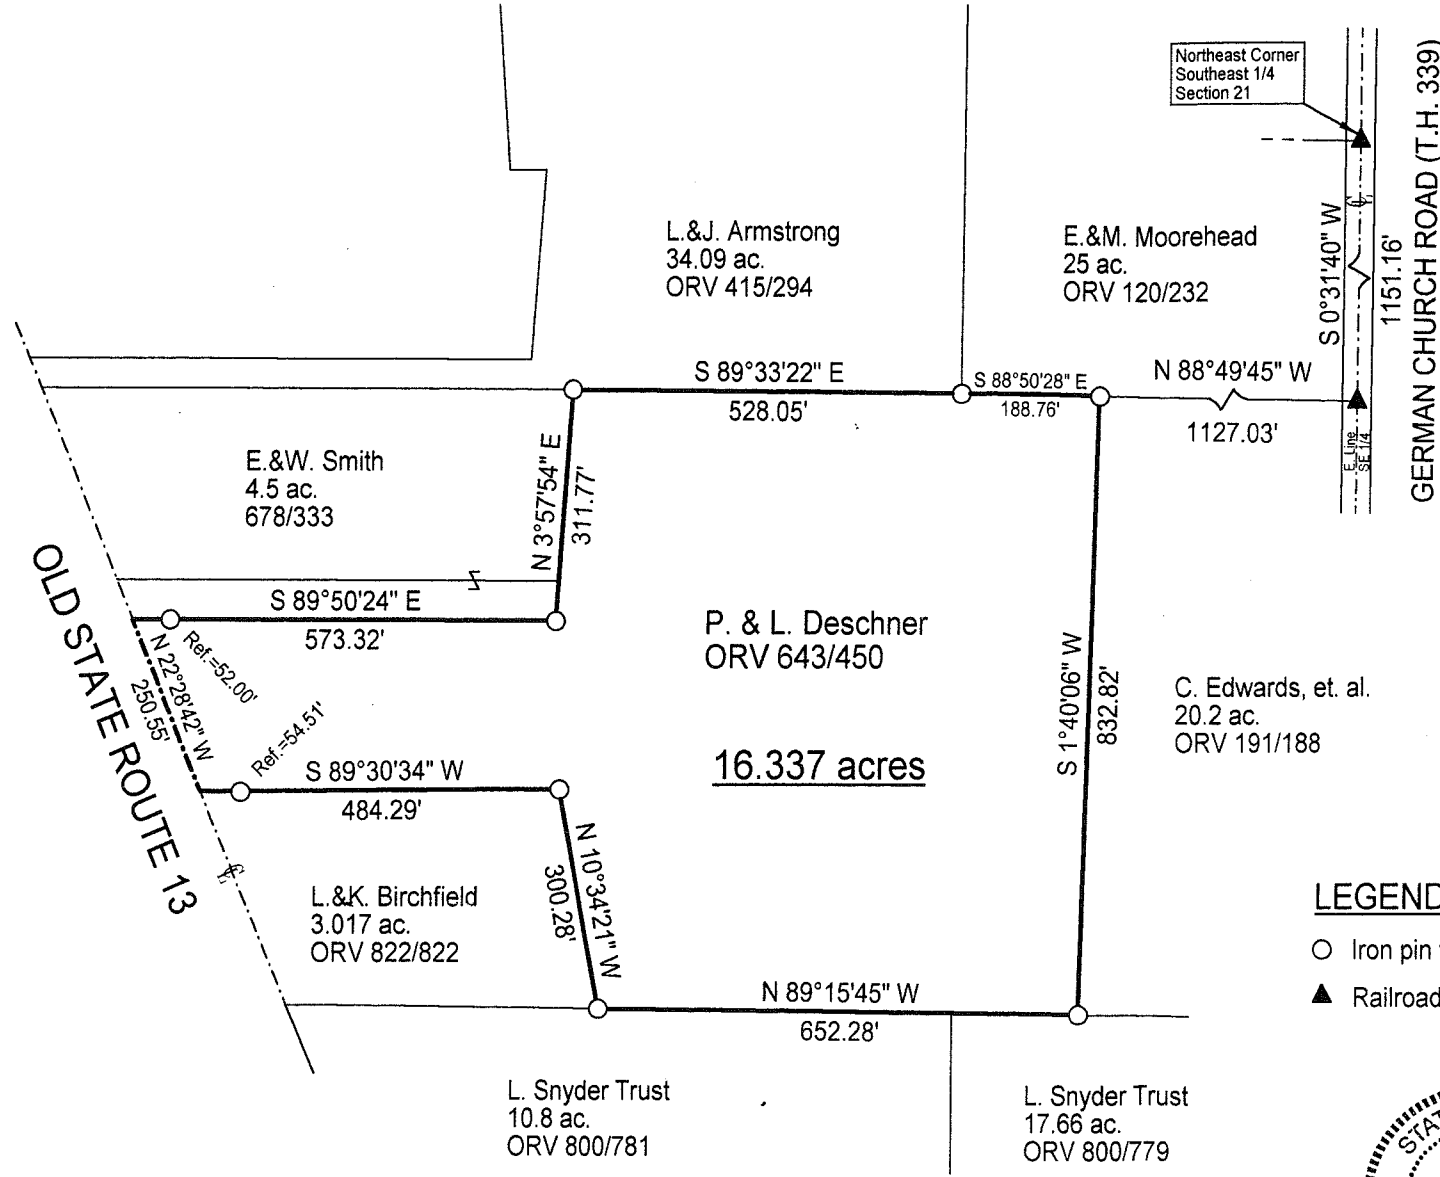 Northeast Corner
Southeast 1/4
Section 21
GERMAN CHURCH ROAD (T.H. 339)
S 0°31'40" W
1151.16'
L.&J. Armstrong
34.09 ac.
ORV 415/294
E.&M. Moorehead
25 ac.
ORV 120/232
S 89°33'22" E
528.05'
S 88°50'28" E
188.76'
N 88°49'45" W
1127.03'
E. Line
SE 1/4
E.&W. Smith
4.5 ac.
678/333
N 3°57'54" E
311.77'
S 89°50'24" E
573.32'
Ref.=52.00'
N 22°28'42" W
250.55'
OLD STATE ROUTE 13
Ref.=54.51'
S 89°30'34" W
484.29'
P. & L. Deschner
ORV 643/450
16.337 acres
S 1°40'06" W
832.82'
C. Edwards, et. al.
20.2 ac.
ORV 191/188
L.&K. Birchfield
3.017 ac.
ORV 822/822
N 10°34'21" W
300.28'
N 89°15'45" W
652.28'
LEGEND
Iron pin
Railroad
L. Snyder Trust
10.8 ac.
ORV 800/781
L. Snyder Trust
17.66 ac.
ORV 800/779
STAT